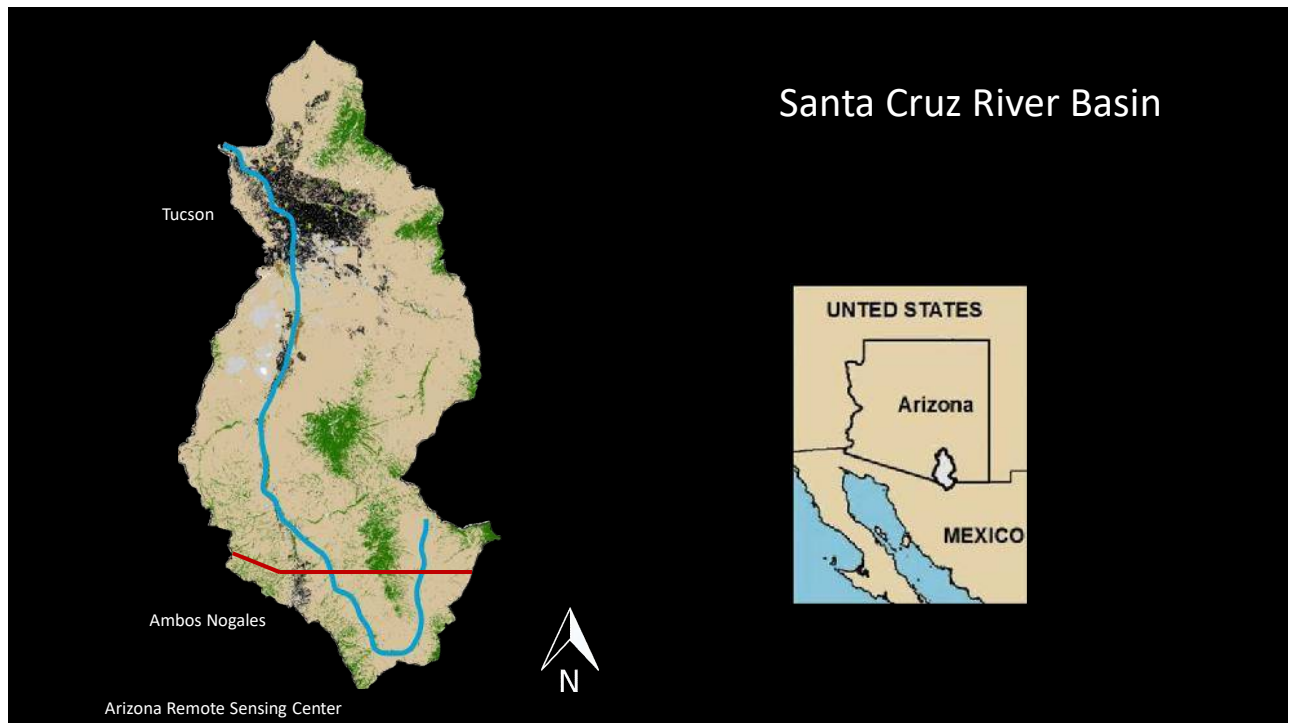 Santa Cruz River Basin
Tucson
UNITED STATES
Arizona
MEXICO
Ambos Nogales
N
Arizona Remote Sensing Center